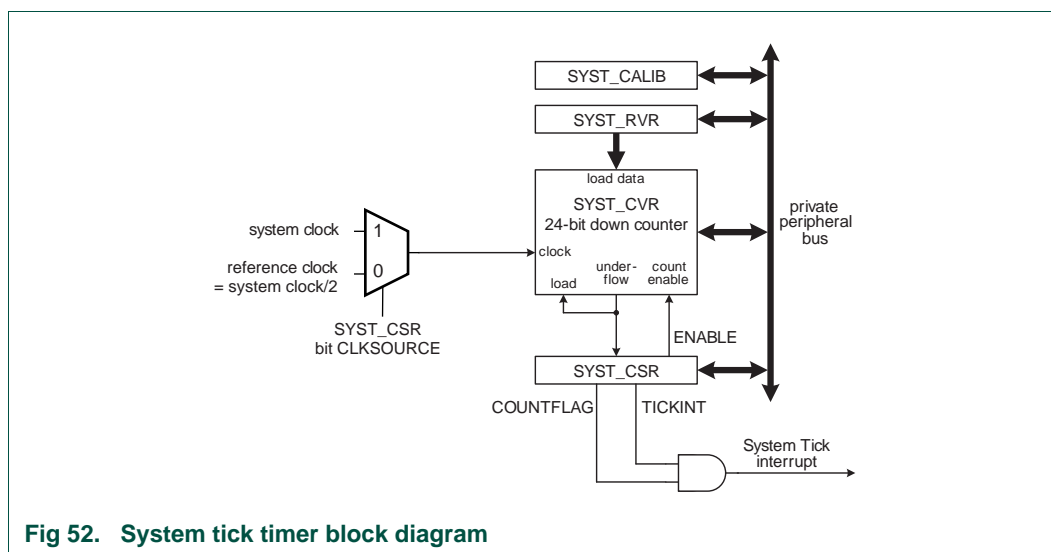 SYST_CALIB
SYST_RVR
load data
SYST_CVR
24-bit down counter
private
peripheral
bus
system clock
1
clock
reference clock
= system clock/2
0
under-
flow
count
enable
load
SYST_CSR
bit CLKSOURCE
ENABLE
SYST_CSR
COUNTFLAG
TICKINT
System Tick
interrupt
Fig 52. System tick timer block diagram